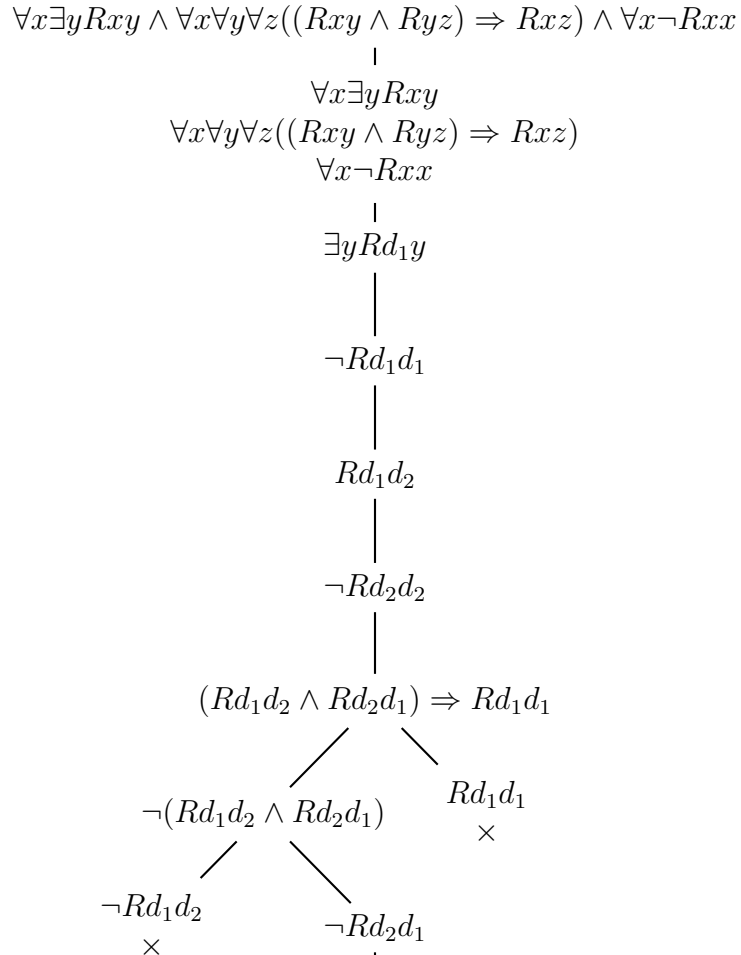 ∀x∃yRxy ∧ ∀x∀y∀z((Rxy ∧ Ryz) ⇒ Rxz) ∧ ∀x¬Rxx
∀x∃yRxy
∀x∀y∀z((Rxy ∧ Ryz) ⇒ Rxz)
∀x¬Rxx
∃yRd₁y
¬Rd₁d₁
Rd₁d₂
¬Rd₂d₂
(Rd₁d₂ ∧ Rd₂d₁) ⇒ Rd₁d₁
¬(Rd₁d₂ ∧ Rd₂d₁)
Rd₁d₁
×
¬Rd₁d₂
×
¬Rd₂d₁